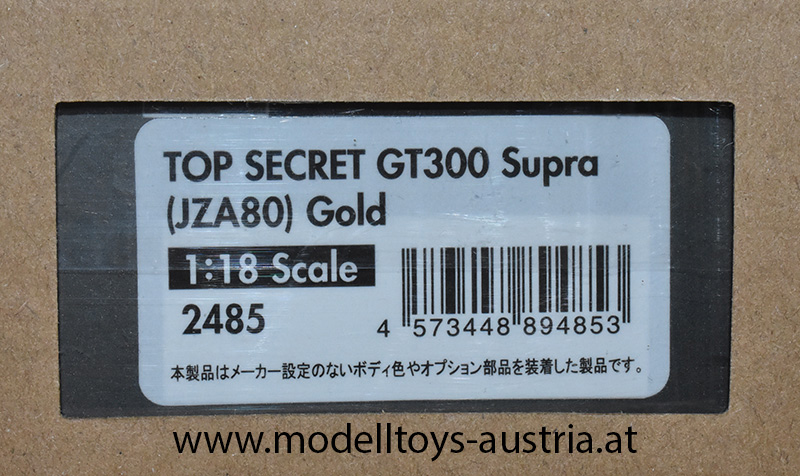 TOP SECRET GT300 Supra
(JZA80) Gold
1:18 Scale
2485
4 573448 894853
本製品はメーカー設定のないボディ色やオプション部品を装着した製品です。
www.modelltoys-austria.at